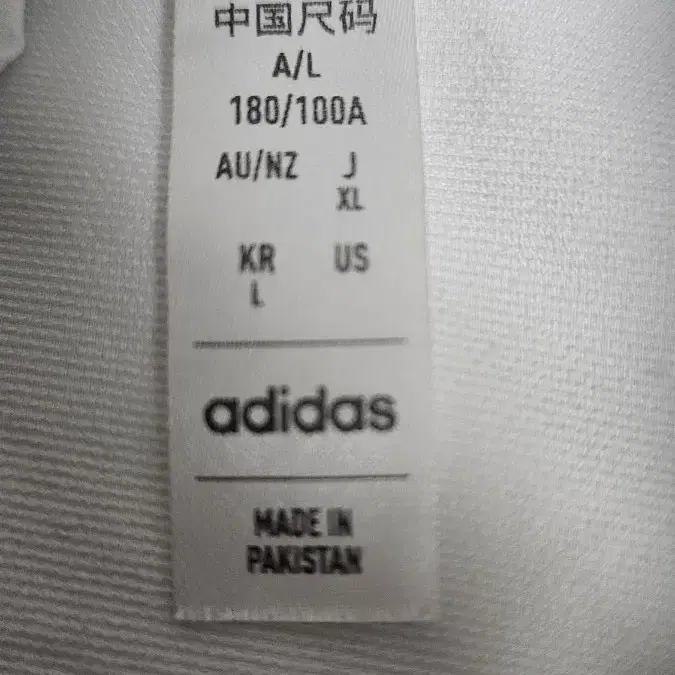 中国尺码
A/L
180/100A
AU/NZ J
XL
KR US
L
adidas
MADE IN
PAKISTAN